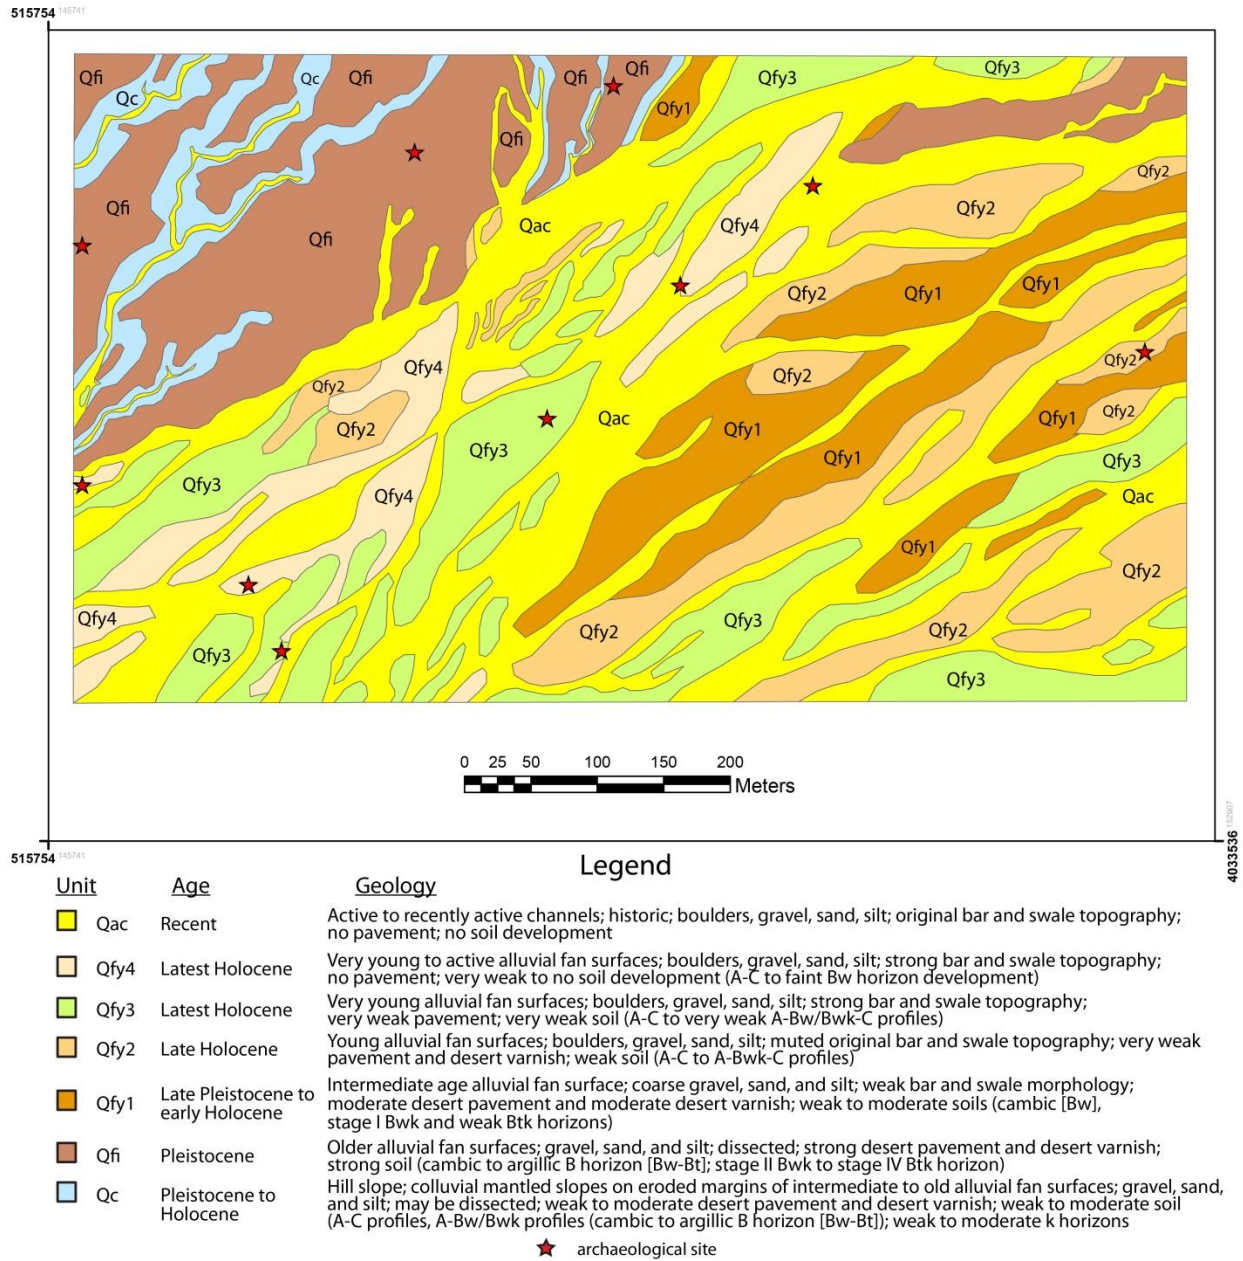 515754 145741
Qfi
Qc
Qfi
Qc
Qfi
Qfi
Qfi
Qfi
Qfy1
Qfy3
Qfy3
Qfi
Qfi
Qac
Qfy4
Qfy2
Qfy2
Qfi
Qfy2
Qfy1
Qfy1
Qfy2
Qfy4
Qfy2
Qfy2
Qfy2
Qfy2
Qfy3
Qac
Qfy1
Qfy1
Qfy1
Qfy3
Qfy3
Qfy4
Qac
Qfy1
Qfy2
Qfy4
Qfy3
Qfy2
Qfy3
Qfy2
Qfy3
0 25 50 100 150 200
Meters
515754 145741
4033536 152907
Legend
Unit Age Geology
Qac Recent Active to recently active channels; historic; boulders, gravel, sand, silt; original bar and swale topography;
no pavement; no soil development
Qfy4 Latest Holocene Very young to active alluvial fan surfaces; boulders, gravel, sand, silt; strong bar and swale topography;
no pavement; very weak to no soil development (A-C to faint Bw horizon development)
Qfy3 Latest Holocene Very young alluvial fan surfaces; boulders, gravel, sand, silt; strong bar and swale topography;
very weak pavement; very weak soil (A-C to very weak A-Bw/Bwk-C profiles)
Qfy2 Late Holocene Young alluvial fan surfaces; boulders, gravel, sand, silt; muted original bar and swale topography; very weak
pavement and desert varnish; weak soil (A-C to A-Bwk-C profiles)
Qfy1 Late Pleistocene to early Holocene Intermediate age alluvial fan surface; coarse gravel, sand, and silt; weak bar and swale morphology;
moderate desert pavement and moderate desert varnish; weak to moderate soils (cambic [Bw],
stage I Bwk and weak Btk horizons)
Qfi Pleistocene Older alluvial fan surfaces; gravel, sand, and silt; dissected; strong desert pavement and desert varnish;
strong soil (cambic to argillic B horizon [Bw-Bt]; stage II Bwk to stage IV Btk horizon)
Qc Pleistocene to Holocene Hill slope; colluvial mantled slopes on eroded margins of intermediate to old alluvial fan surfaces; gravel, sand,
and silt; may be dissected; weak to moderate desert pavement and desert varnish; weak to moderate soil
(A-C profiles, A-Bw/Bwk profiles (cambic to argillic B horizon [Bw-Bt]); weak to moderate k horizons
archaeological site